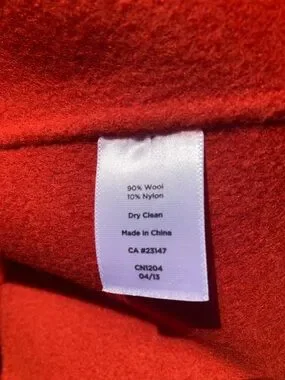 90% Wool
10% Nylon
Dry Clean
Made in China
CA #23147
CN1204
04/13